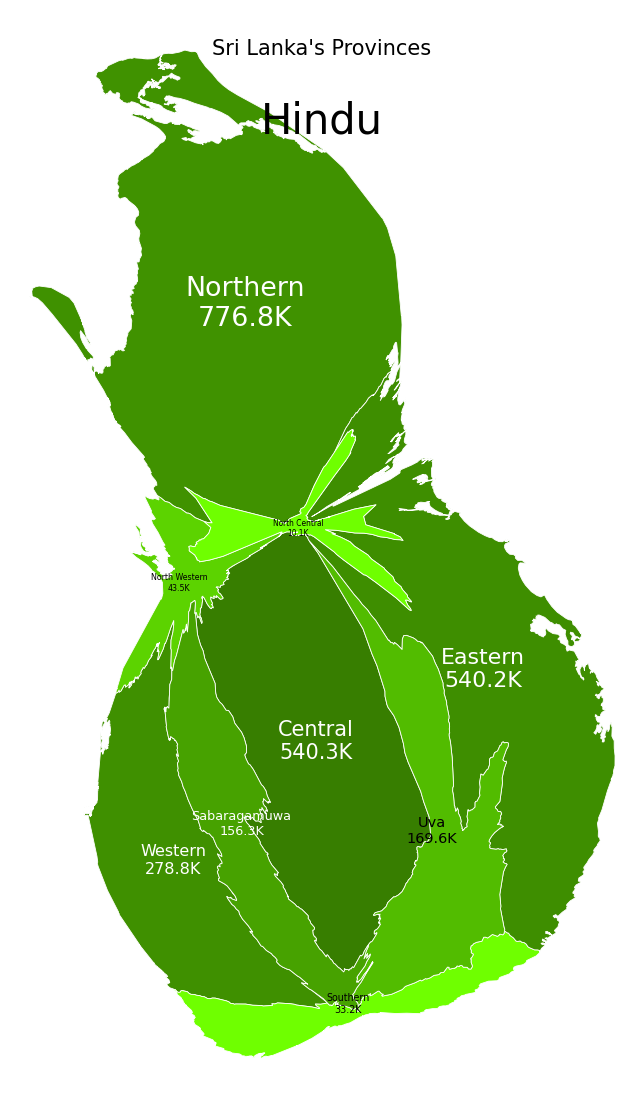 Sri Lanka's Provinces
Hindu
Northern
776.8K
North Central
10.1K
North Western
43.5K
Eastern
540.2K
Central
540.3K
Sabaragamuwa
156.3K
Uva
169.6K
Western
278.8K
Southern
33.2K